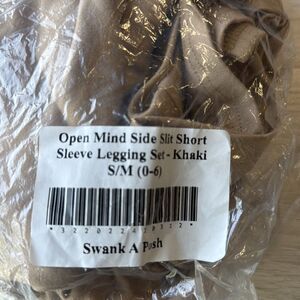 Open Mind Side Slit Short
Sleeve Legging Set - Khaki
S/M (0-6)
Swank A Posh